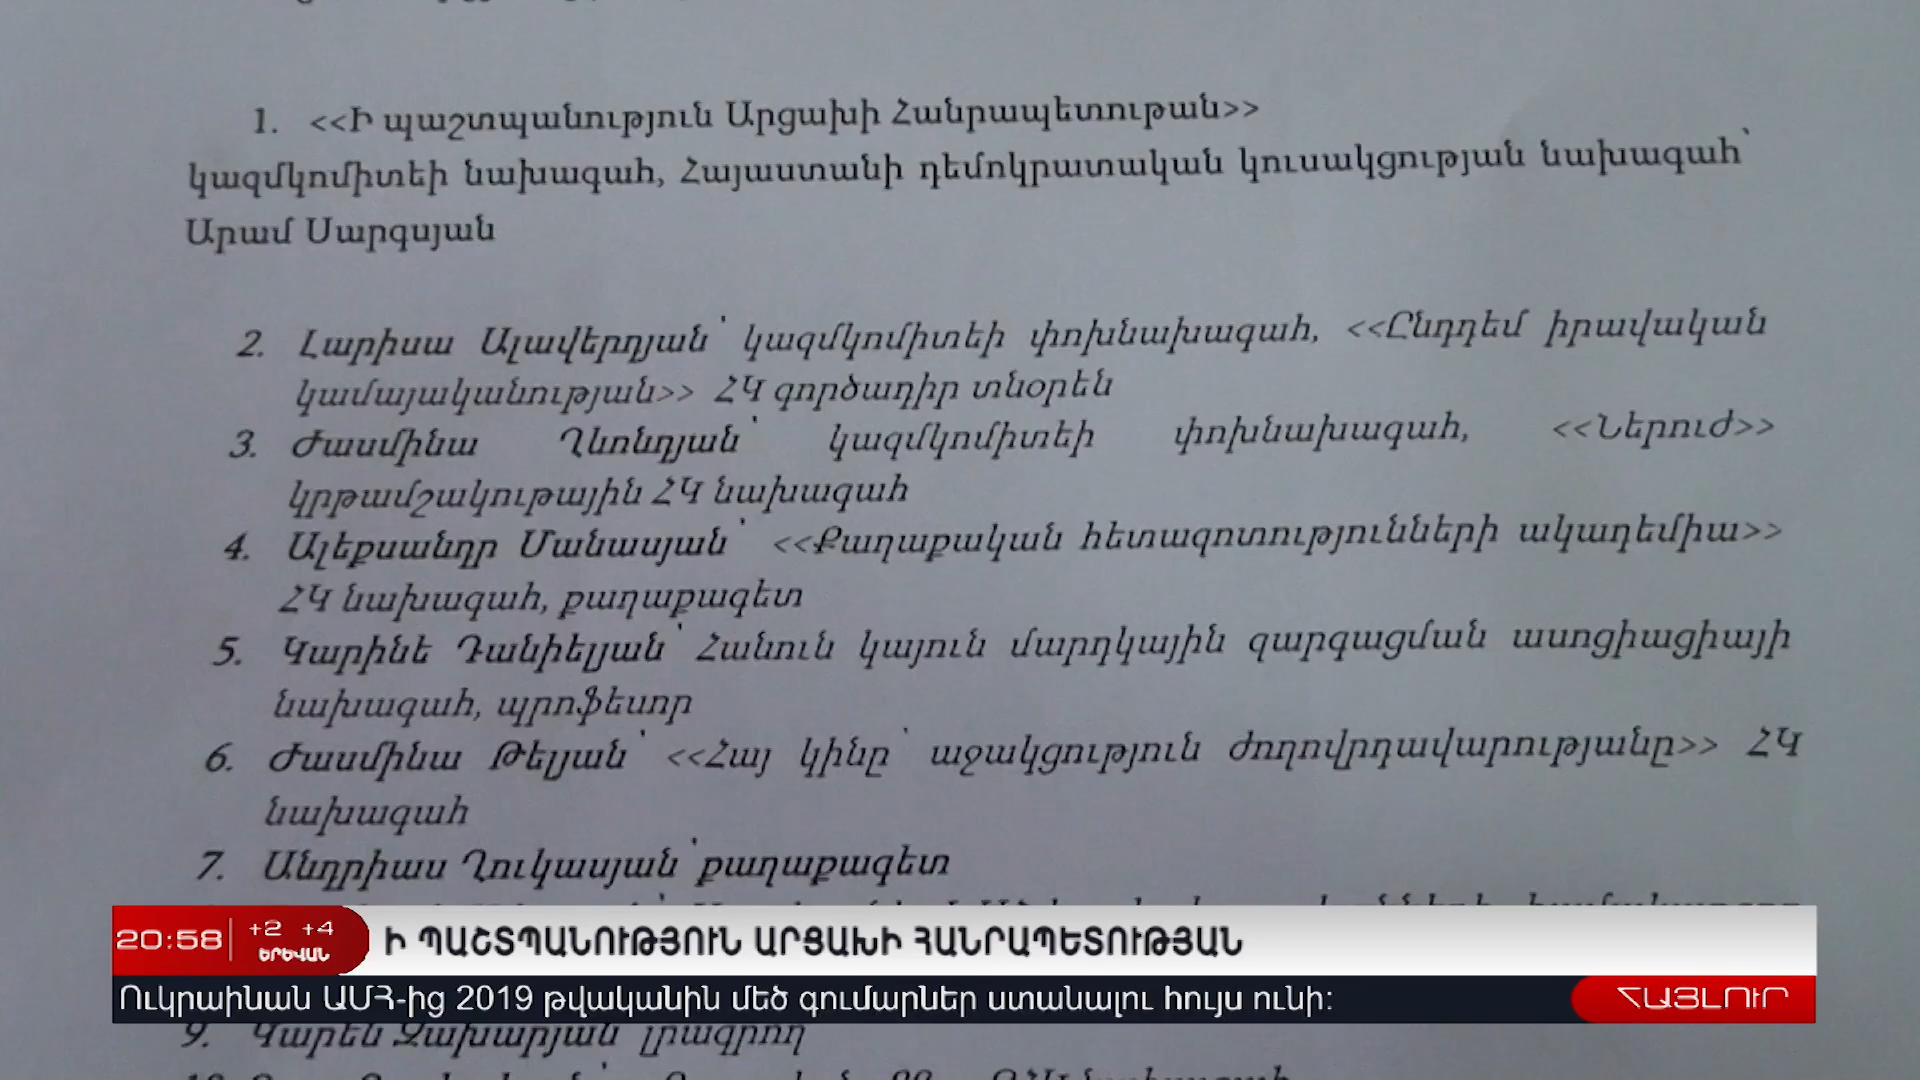 1. <<Ի պաշտպանություն Արցախի Հանրապետութան>>
կազմկոմիտեի նախագահ, Հայաստանի դեմոկրատական կուսակցության նախագահ՝
Արամ Սարգսյան
2. Լարիսա Ալավերդյան՝ կազմկոմիտեի փոխնախագահ, <<Ընդդեմ իրավական
կամայականության>> ՀԿ գործադիր տնօրեն
3. Ժասմինա Ղևոնդյան՝ կազմկոմիտեի փոխնախագահ, <<Ներուժ>>
կրթամշակութային ՀԿ նախագահ
4. Ալեքսանդր Մանասյան՝ <<Քաղաքական հետազոտությունների ակադեմիա>>
ՀԿ նախագահ, քաղաքագետ
5. Կարինե Դանիելյան՝ Հանուն կայուն մարդկային զարգացման ասոցիացիայի
նախագահ, պրոֆեսոր
6. Ժասմինա Թելյան՝ <<Հայ կինը՝ աջակցություն ժողովրդավարությանը>> ՀԿ
նախագահ
7. Անդրիաս Ղուկասյան՝քաղաքագետ
20:58 +2 +4 ԵՐԵՎԱՆ
Ի ՊԱՇՏՊԱՆՈՒԹՅՈՒՆ ԱՐՑԱԽԻ ՀԱՆՐԱՊԵՏՈՒԹՅԱՆ
Ուկրաինան ԱՄՀ-ից 2019 թվականին մեծ գումարներ ստանալու հույս ունի:
ՀԱՅԼՈՒՐ
9. Կարեն Զախարյան լրագրող